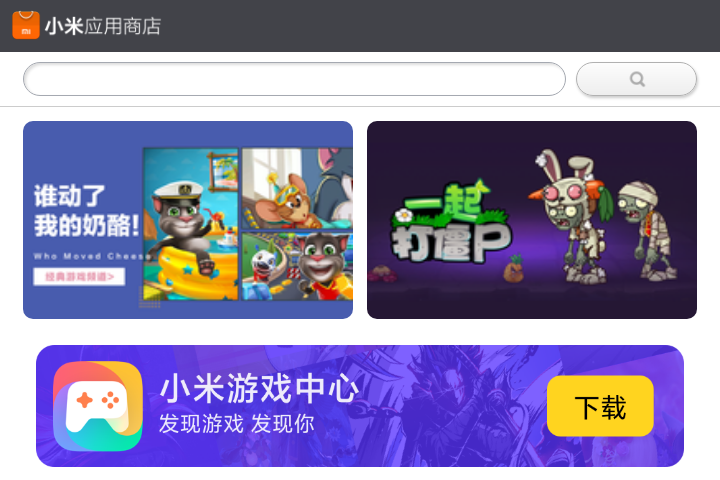 小米应用商店
谁动了
我的奶酪!
Who Moved Cheese
经典游戏频道>
一起
打僵尸
小米游戏中心
发现游戏 发现你
下载